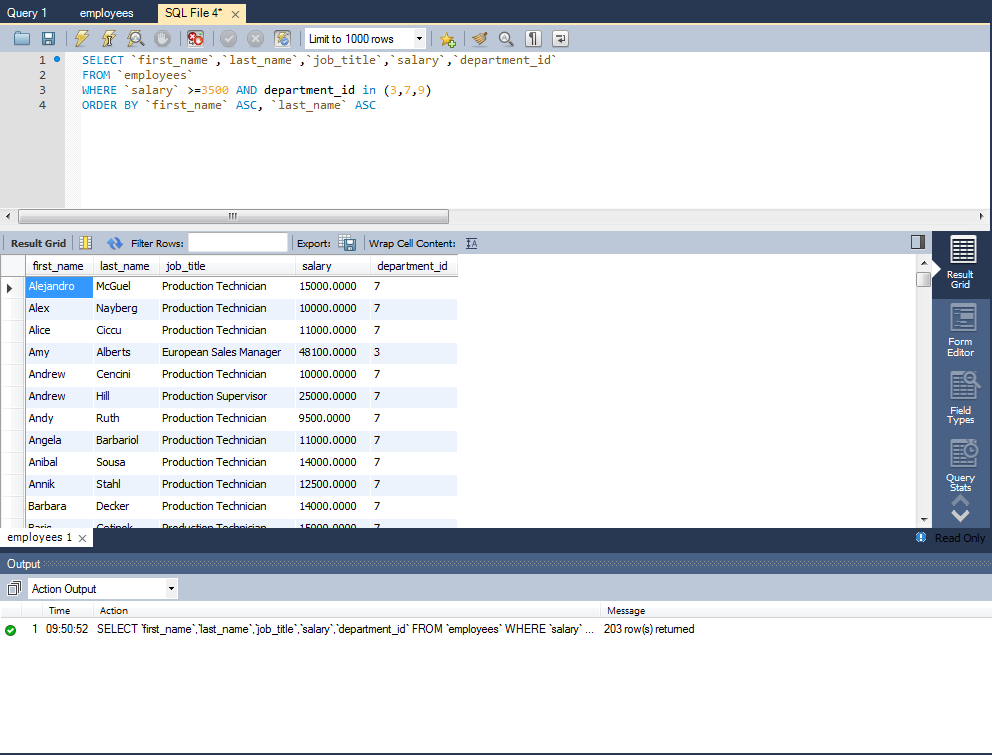 Query 1 employees SQL File 4*
Limit to 1000 rows
1 SELECT `first_name`,`last_name`,`job_title`,`salary`,`department_id`
2 FROM `employees`
3 WHERE `salary` >=3500 AND department_id in (3,7,9)
4 ORDER BY `first_name` ASC, `last_name` ASC
Result Grid Filter Rows: Export: Wrap Cell Content:
first_name last_name job_title salary department_id
Alejandro McGuel Production Technician 15000.0000 7
Alex Nayberg Production Technician 10000.0000 7
Alice Ciccu Production Technician 11000.0000 7
Amy Alberts European Sales Manager 48100.0000 3
Andrew Cencini Production Technician 10000.0000 7
Andrew Hill Production Supervisor 25000.0000 7
Andy Ruth Production Technician 9500.0000 7
Angela Barbariol Production Technician 11000.0000 7
Anibal Sousa Production Technician 14000.0000 7
Annik Stahl Production Technician 12500.0000 7
Barbara Decker Production Technician 14000.0000 7
Production Technician 15000.0000 7
Result
Grid
Form
Editor
Field
Types
Query
Stats
employees 1 Read Only
Output
Action Output
Time Action Message
1 09:50:52 SELECT `first_name`,`last_name`,`job_title`,`salary`,`department_id` FROM `employees` WHERE `salary` ... 203 row(s) returned